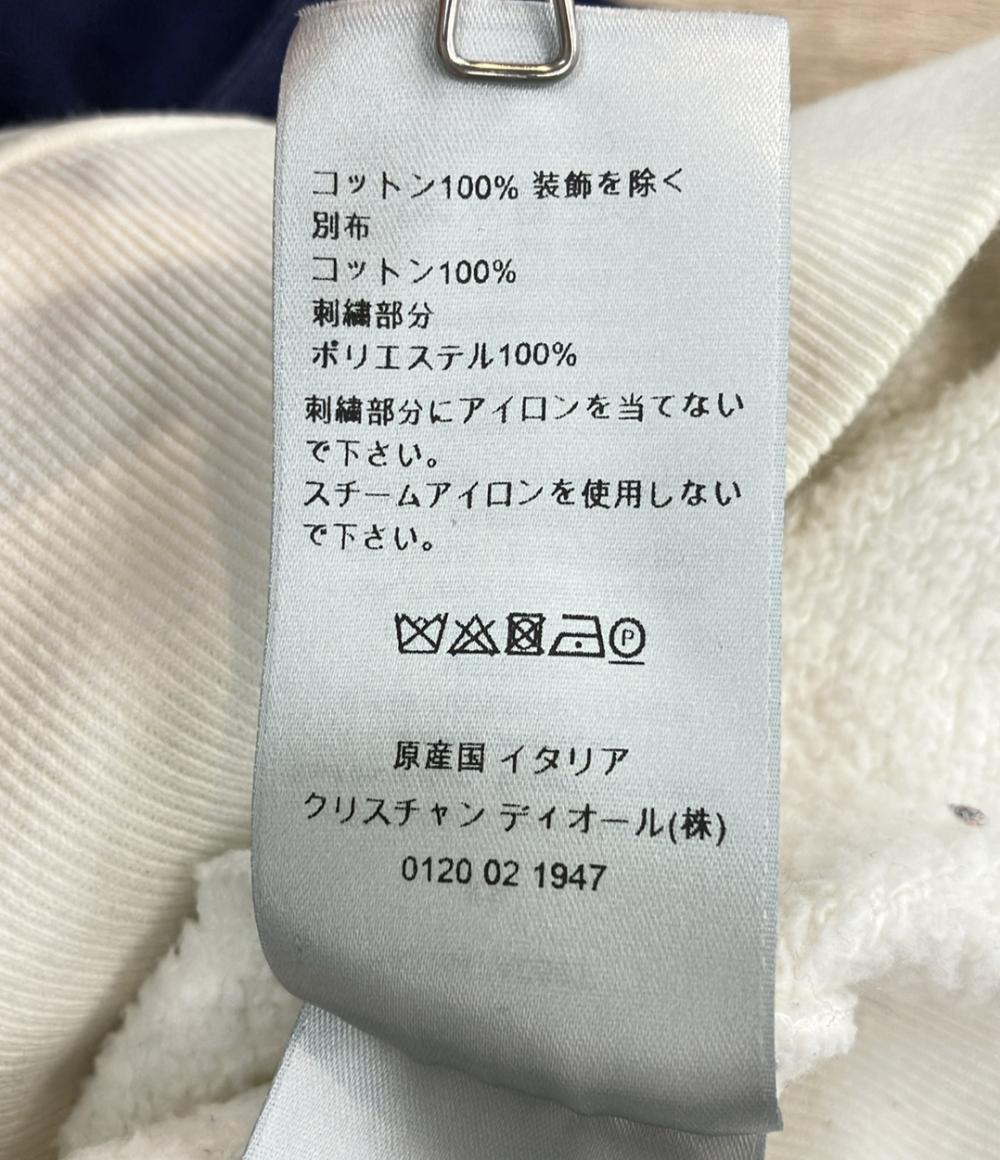 コットン100% 装飾を除く
別布
コットン100%
刺繍部分
ポリエステル100%
刺繍部分にアイロンを当てない
で下さい。
スチームアイロンを使用しない
で下さい。
P
原産国 イタリア
クリスチャン ディオール(株)
0120 02 1947